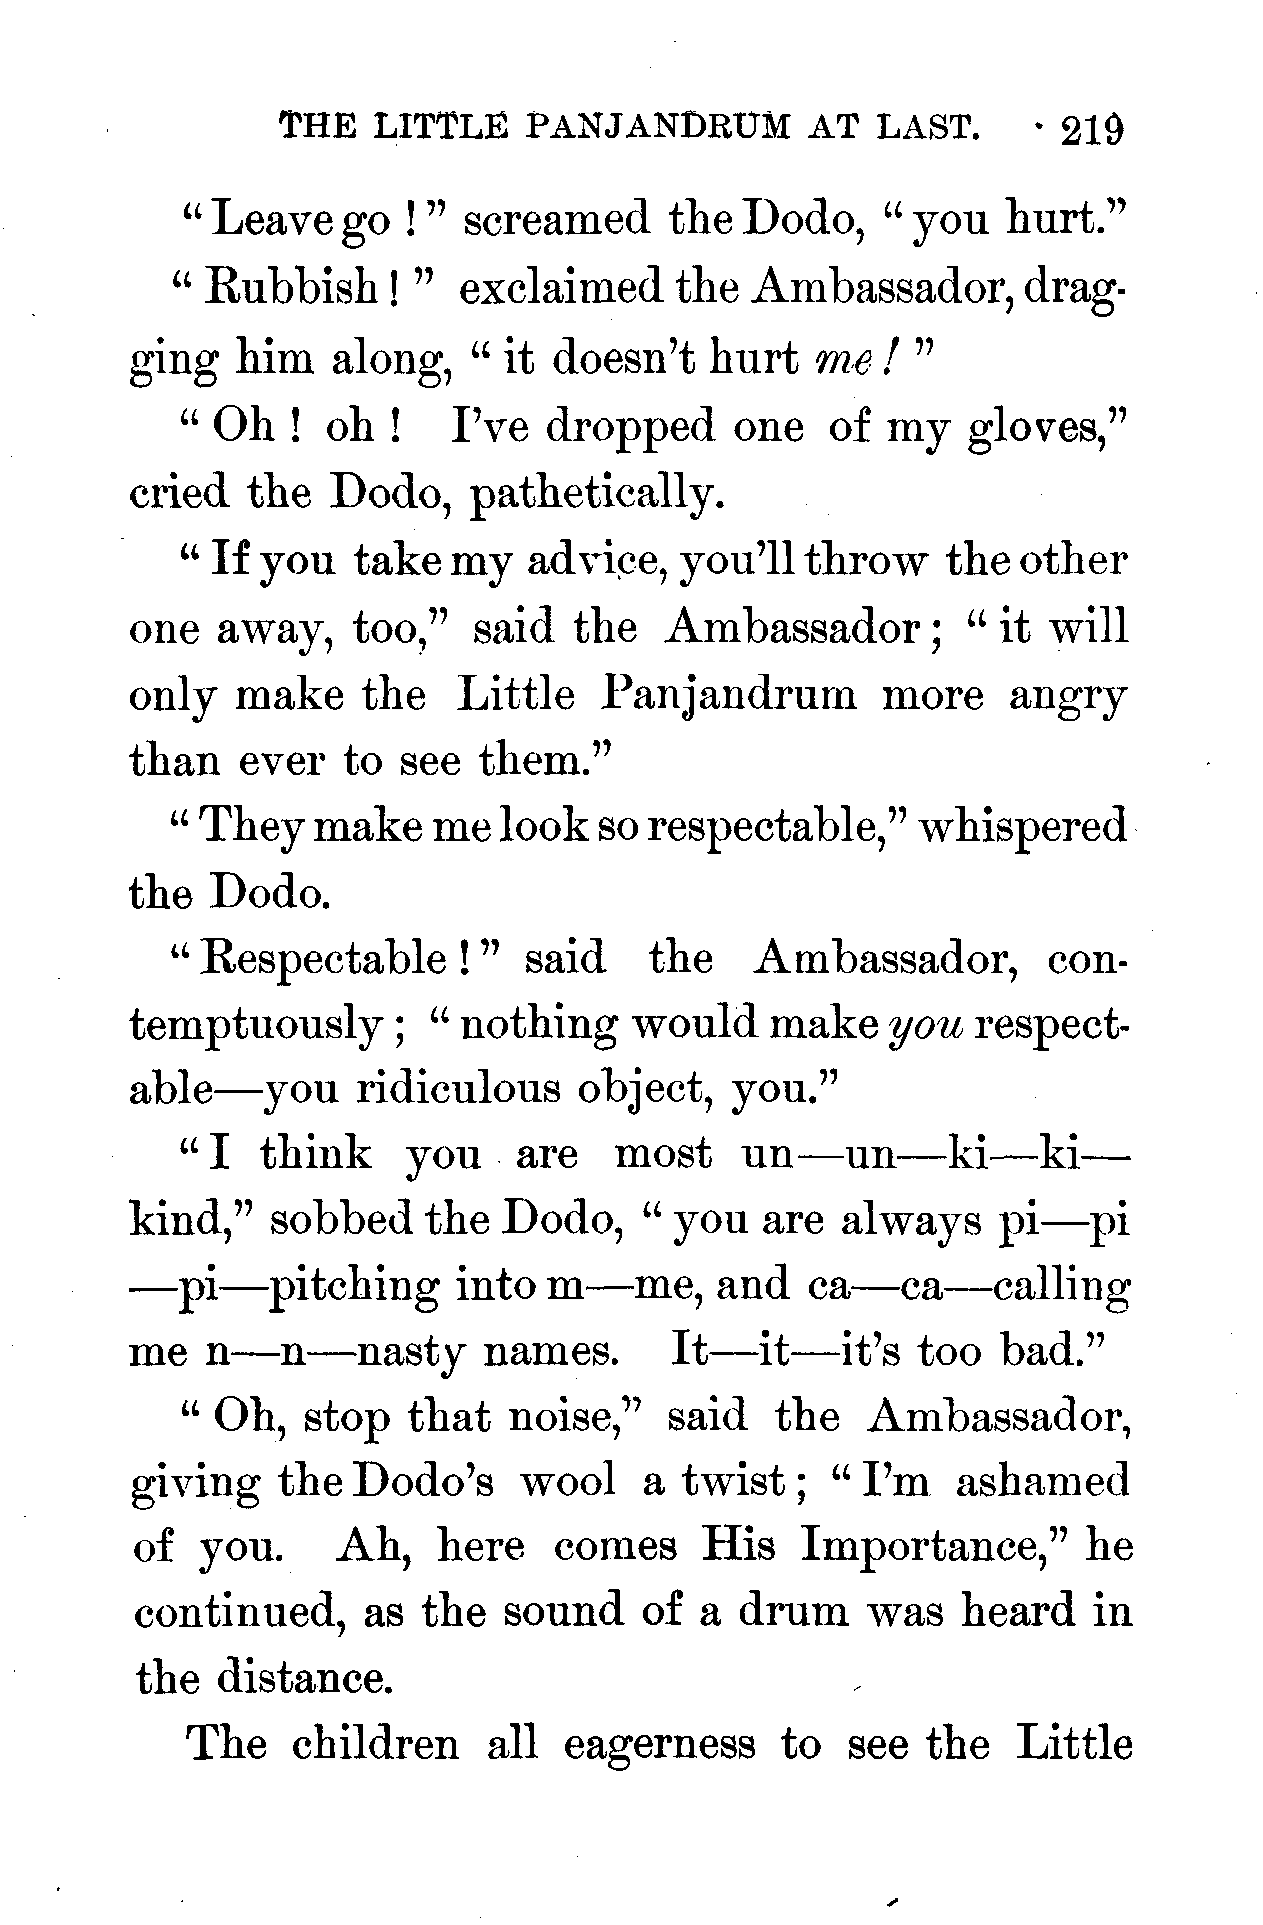 THE LITTLE PANJANDRUM AT LAST. 219
"Leave go!" screamed the Dodo, "you hurt."
"Rubbish!" exclaimed the Ambassador, drag-
ging him along, "it doesn't hurt me!"
"Oh! oh! I've dropped one of my gloves,"
cried the Dodo, pathetically.
"If you take my advice, you'll throw the other
one away, too," said the Ambassador; "it will
only make the Little Panjandrum more angry
than ever to see them."
"They make me look so respectable," whispered
the Dodo.
"Respectable!" said the Ambassador, con-
temptuously; "nothing would make you respect-
able—you ridiculous object, you."
"I think you are most un—un—ki—ki—
kind," sobbed the Dodo, "you are always pi—pi
—pi—pitching into m—me, and ca—ca—calling
me n—n—nasty names. It—it—it's too bad."
"Oh, stop that noise," said the Ambassador,
giving the Dodo's wool a twist; "I'm ashamed
of you. Ah, here comes His Importance," he
continued, as the sound of a drum was heard in
the distance.
The children all eagerness to see the Little